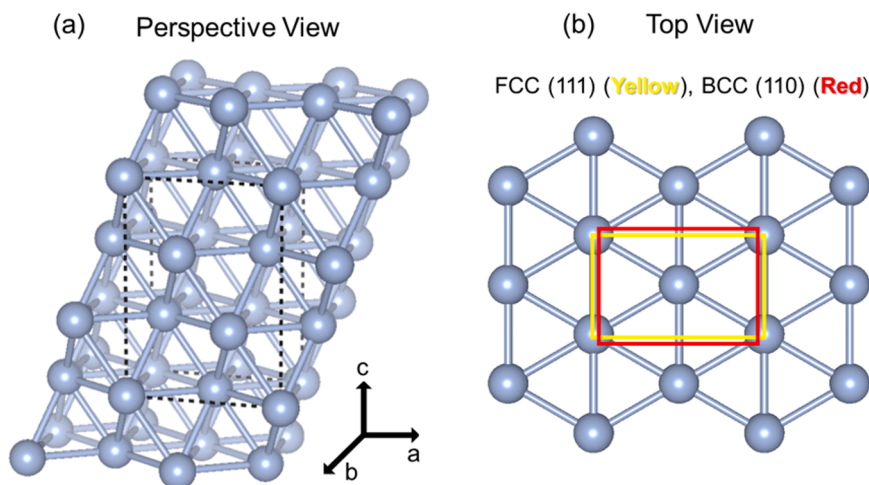 (a) Perspective View
(b) Top View
FCC (111) (Yellow), BCC (110) (Red)
c
a
b